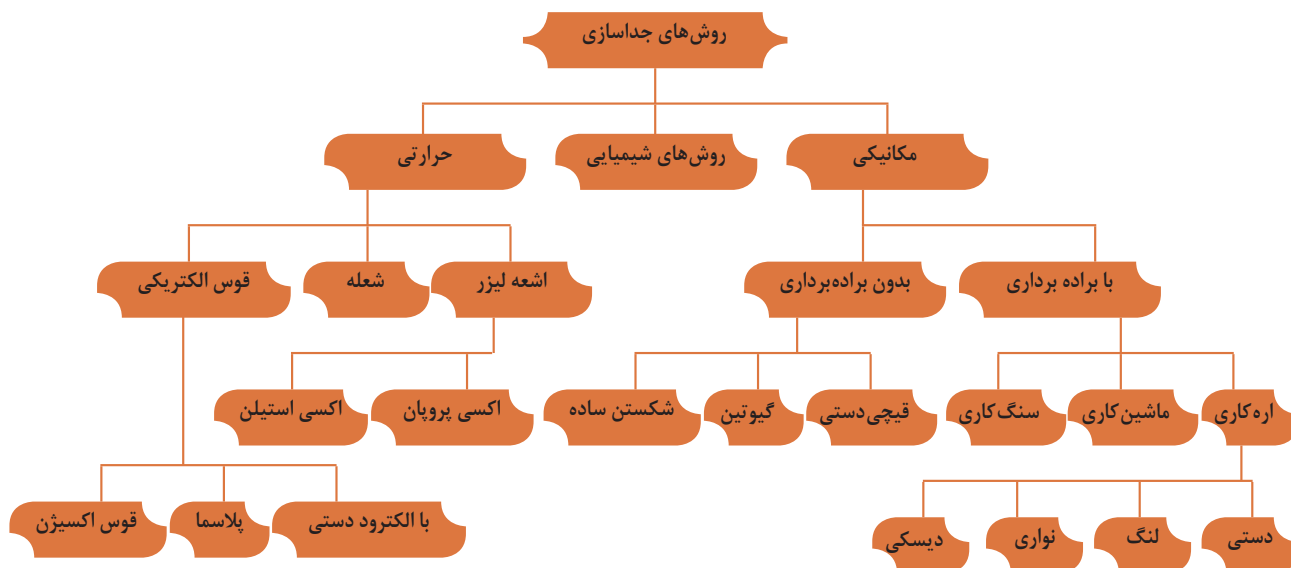 روش‌های جداسازی
مکانیکی
روش‌های شیمیایی
حرارتی
با براده برداری
بدون براده‌برداری
اشعه لیزر
شعله
قوس الکتریکی
اره کاری
ماشین کاری
سنگ کاری
قیچی دستی
گیوتین
شکستن ساده
اکسی پروپان
اکسی استیلن
دستی
لنگ
نواری
دیسکی
با الکترود دستی
پلاسما
قوس اکسیژن